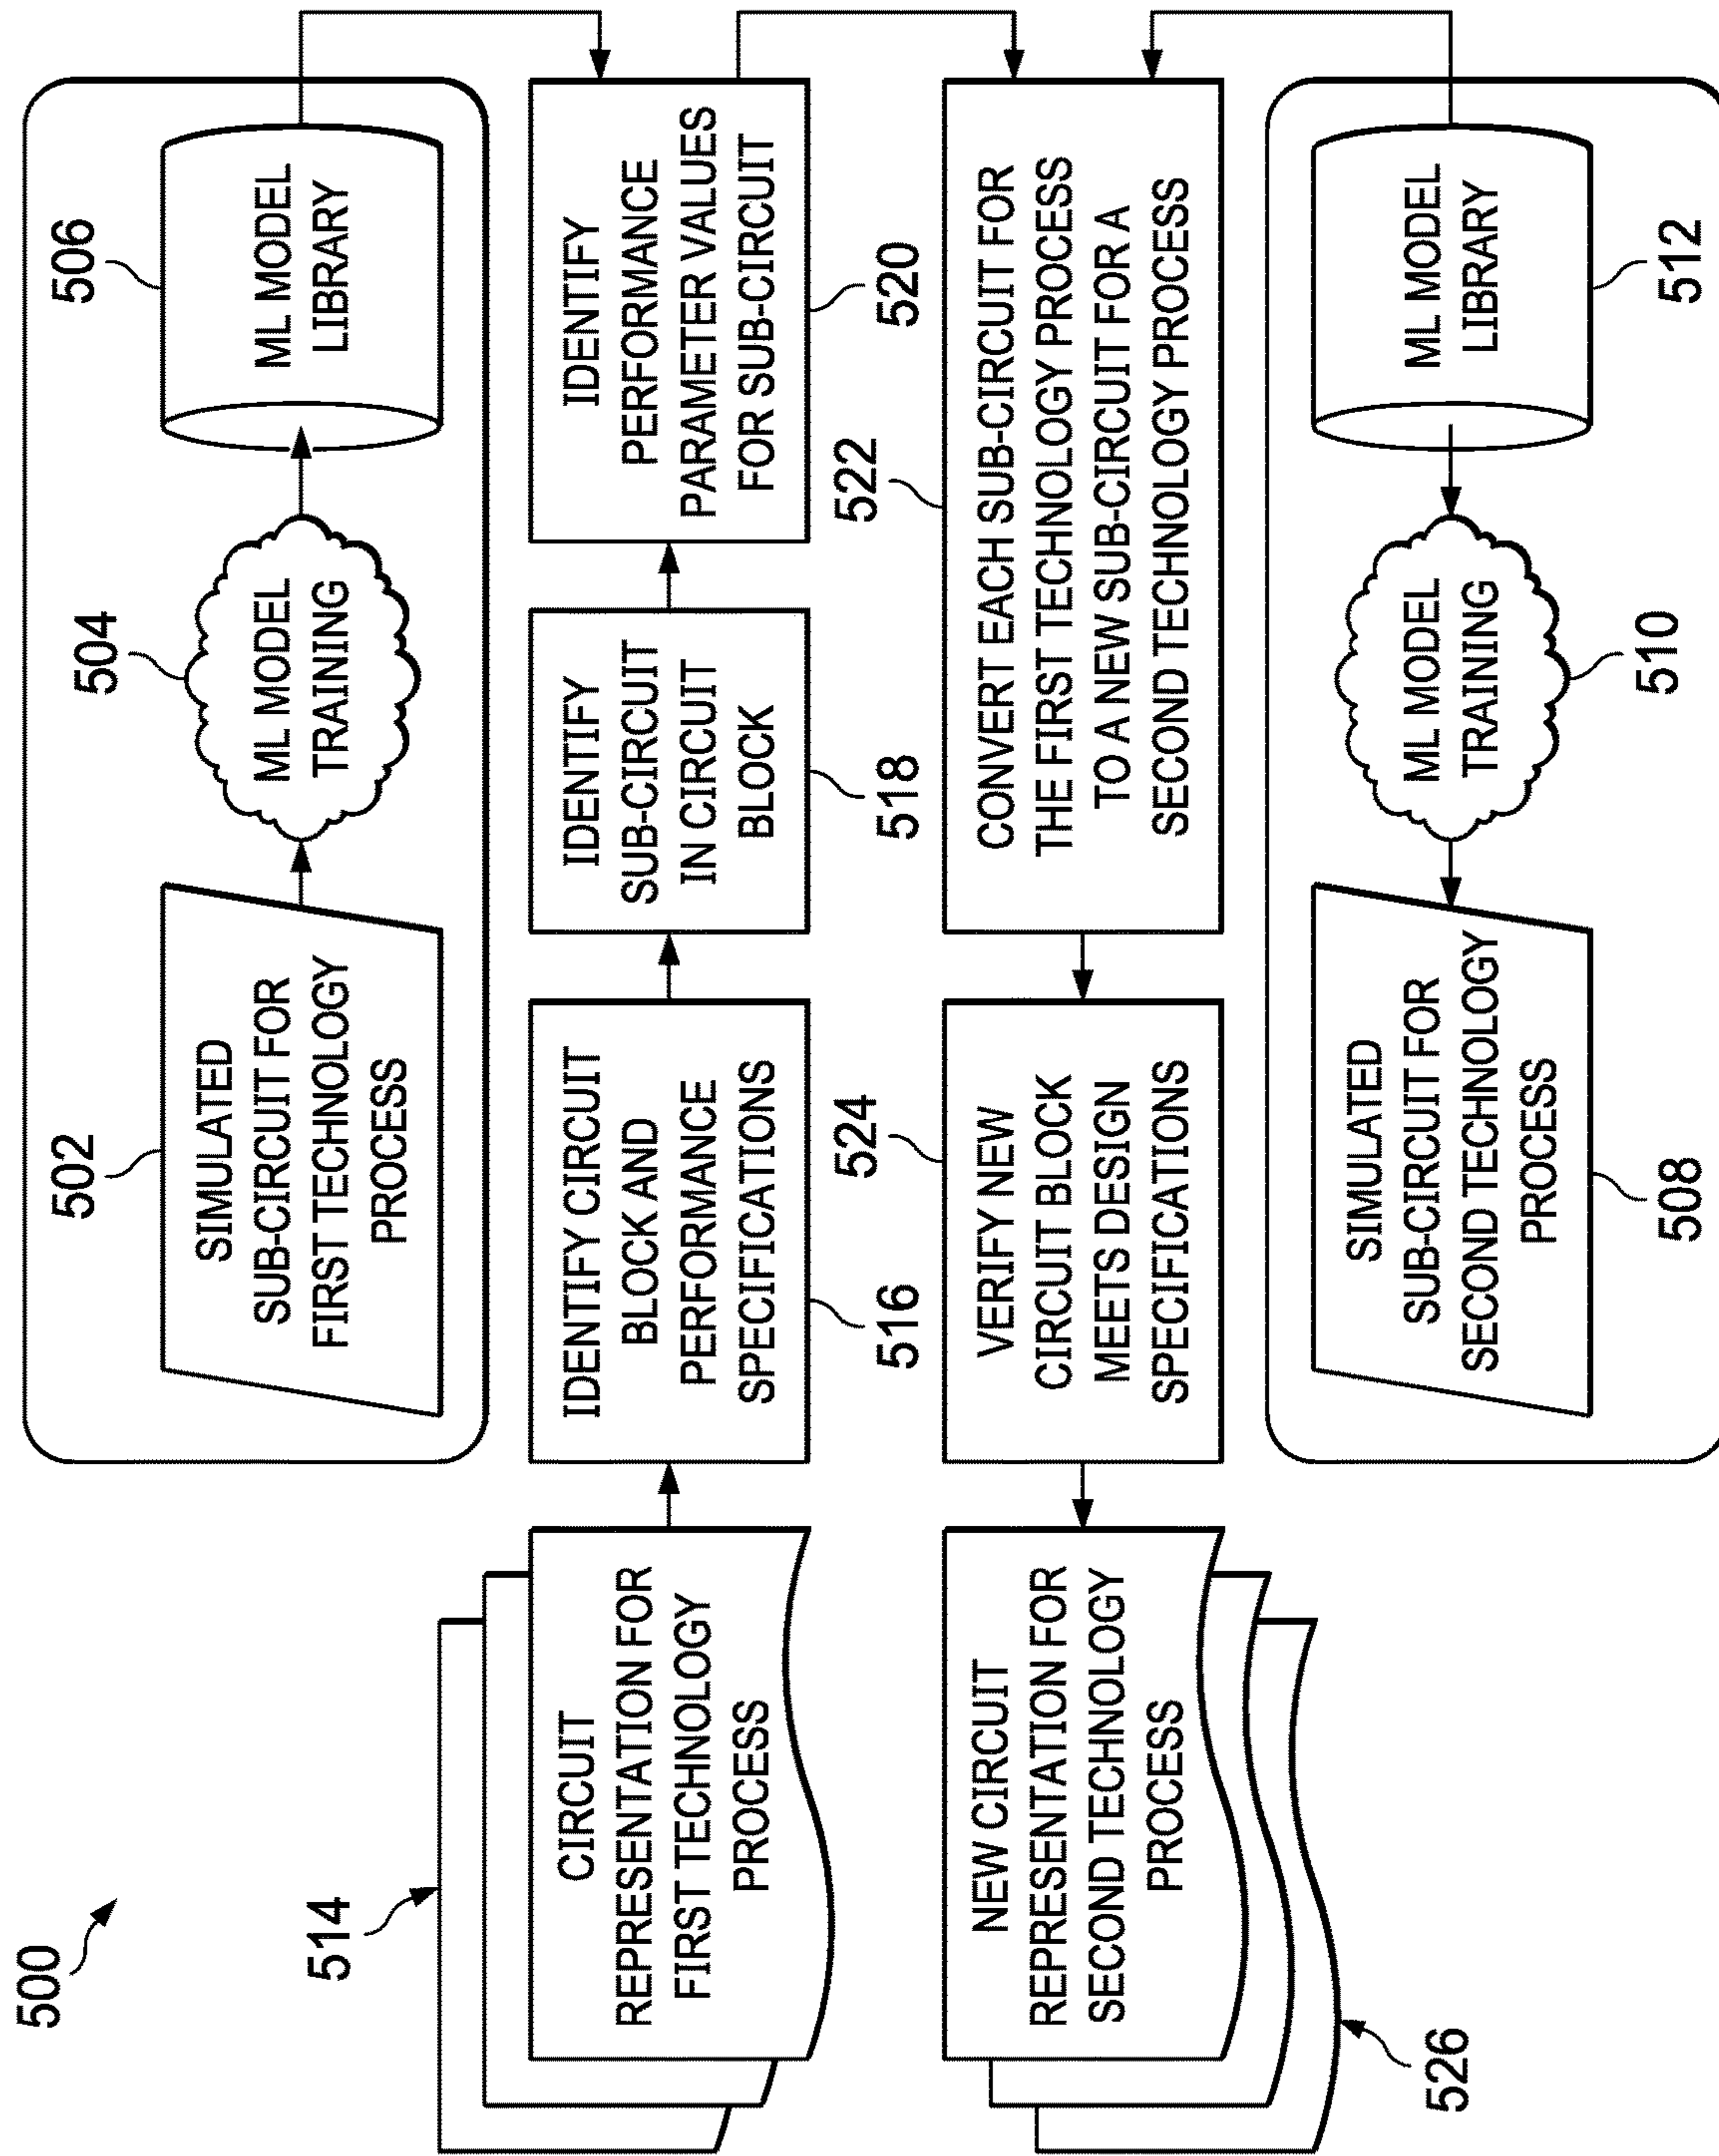 500
502
SIMULATED
SUB-CIRCUIT FOR
FIRST TECHNOLOGY
PROCESS
504
ML MODEL
TRAINING
506
ML MODEL
LIBRARY
514
CIRCUIT
REPRESENTATION FOR
FIRST TECHNOLOGY
PROCESS
IDENTIFY CIRCUIT
BLOCK AND
PERFORMANCE
SPECIFICATIONS
516
IDENTIFY
SUB-CIRCUIT
IN CIRCUIT
BLOCK
518
IDENTIFY
PERFORMANCE
PARAMETER VALUES
FOR SUB-CIRCUIT
520
NEW CIRCUIT
REPRESENTATION FOR
SECOND TECHNOLOGY
PROCESS
526
524
VERIFY NEW
CIRCUIT BLOCK
MEETS DESIGN
SPECIFICATIONS
522
CONVERT EACH SUB-CIRCUIT FOR
THE FIRST TECHNOLOGY PROCESS
TO A NEW SUB-CIRCUIT FOR A
SECOND TECHNOLOGY PROCESS
SIMULATED
SUB-CIRCUIT FOR
SECOND TECHNOLOGY
PROCESS
508
ML MODEL
TRAINING
510
ML MODEL
LIBRARY
512